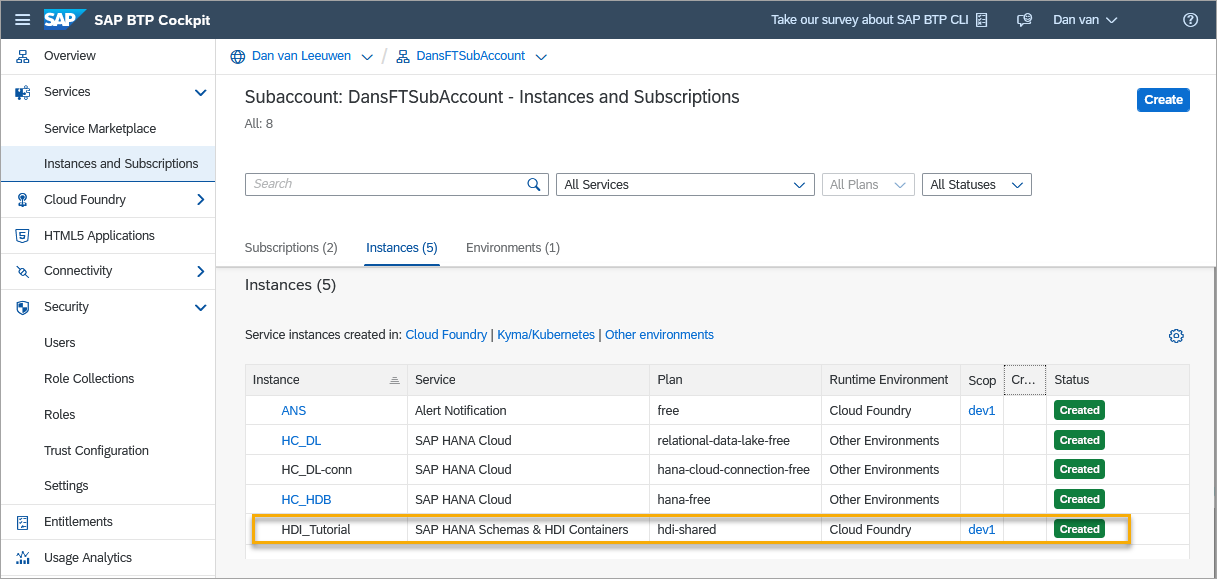 SAP SAP BTP Cockpit Take our survey about SAP BTP CLI Dan van
Overview
Services
Service Marketplace
Instances and Subscriptions
Cloud Foundry
HTML5 Applications
Connectivity
Security
Users
Role Collections
Roles
Trust Configuration
Settings
Entitlements
Usage Analytics
Dan van Leeuwen / DansFTSubAccount
Subaccount: DansFTSubAccount - Instances and Subscriptions
Create
All: 8
Search All Services All Plans All Statuses
Subscriptions (2) Instances (5) Environments (1)
Instances (5)
Service instances created in: Cloud Foundry | Kyma/Kubernetes | Other environments
Instance Service Plan Runtime Environment Scop Cr... Status
ANS Alert Notification free Cloud Foundry dev1 Created
HC_DL SAP HANA Cloud relational-data-lake-free Other Environments Created
HC_DL-conn SAP HANA Cloud hana-cloud-connection-free Other Environments Created
HC_HDB SAP HANA Cloud hana-free Other Environments Created
HDI_Tutorial SAP HANA Schemas & HDI Containers hdi-shared Cloud Foundry dev1 Created